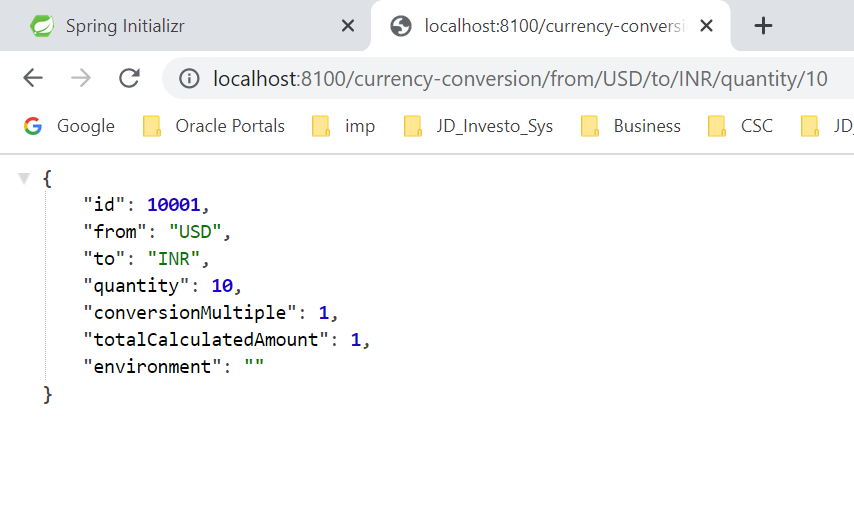 Spring Initializr
localhost:8100/currency-conversi
localhost:8100/currency-conversion/from/USD/to/INR/quantity/10
Google Oracle Portals imp JD_Investo_Sys Business CSC JD_
{
"id": 10001,
"from": "USD",
"to": "INR",
"quantity": 10,
"conversionMultiple": 1,
"totalCalculatedAmount": 1,
"environment": ""
}